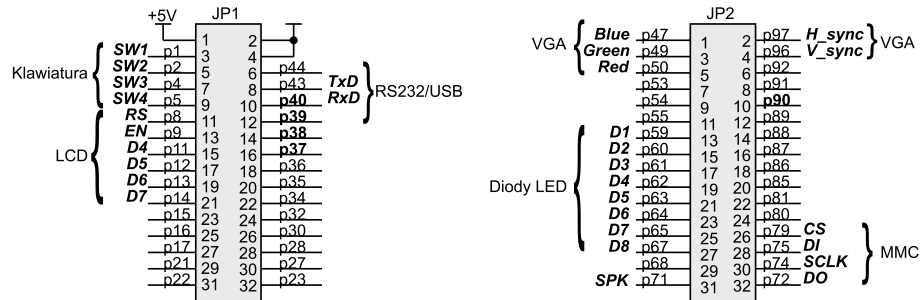 +5V JP1
1 2
SW1 p1 3 4
Klawiatura
SW2 p2 5 6 p44
SW3 p4 7 8 p43 TxD
RS232/USB
SW4 p5 9 10 p40 RxD
RS p8 11 12 p39
EN p9 13 14 p38
D4 p11 15 16 p37
LCD
D5 p12 17 18 p36
D6 p13 19 20 p35
D7 p14 21 22 p34
p15 23 24 p32
p16 25 26 p30
p17 27 28 p28
p21 29 30 p27
p22 31 32 p23
JP2
Blue p47 1 2 p97 H_sync
VGA VGA
Green p49 3 4 p96 V_sync
Red p50 5 6 p92
p53 7 8 p91
p54 9 10 p90
p55 11 12 p89
D1 p59 13 14 p88
D2 p60 15 16 p87
D3 p61 17 18 p86
Diody LED
D4 p62 19 20 p85
D5 p63 21 22 p81
D6 p64 23 24 p80
D7 p65 25 26 p79 CS
D8 p67 27 28 p75 DI
MMC
p68 29 30 p74 SCLK
SPK p71 31 32 p72 DO